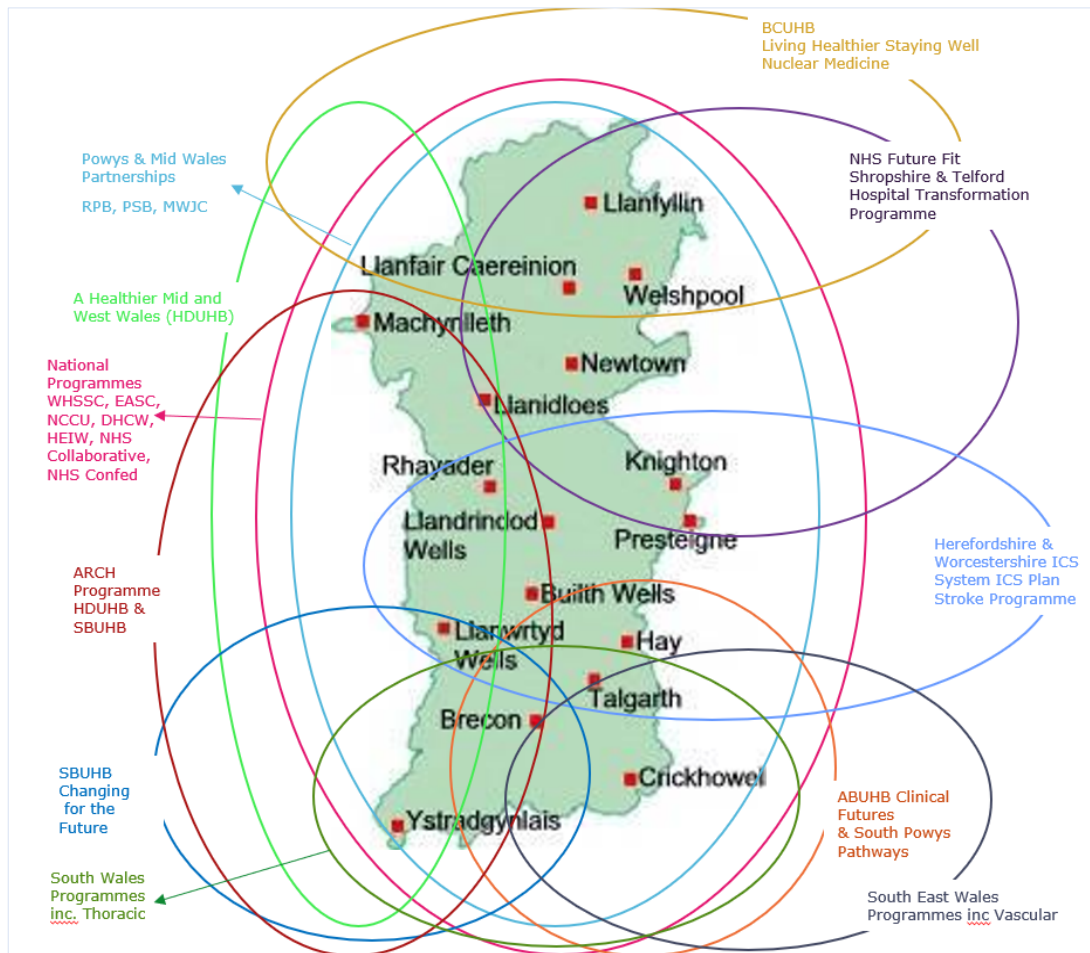 BCUHB
Living Healthier Staying Well
Nuclear Medicine
Powys & Mid Wales
Partnerships
RPB, PSB, MWJC
NHS Future Fit
Shropshire & Telford
Hospital Transformation
Programme
Llanfyllin
Llanfair Caereinion
Welshpool
A Healthier Mid and
West Wales (HDUHB)
Machynlleth
National
Programmes
WHSSC, EASC,
NCCU, DHCW,
HEIW, NHS
Collaborative,
NHS Confed
Newtown
Llanidloes
Rhayader
Knighton
Llandrindod
Wells
Presteigne
Herefordshire &
Worcestershire ICS
System ICS Plan
Stroke Programme
ARCH
Programme
HDUHB &
SBUHB
Builth Wells
Llanwrtyd
Wells
Hay
Talgarth
Brecon
SBUHB
Changing
for the
Future
Crickhowel
Ystradgynlais
ABUHB Clinical
Futures
& South Powys
Pathways
South Wales
Programmes
inc. Thoracic
South East Wales
Programmes inc Vascular